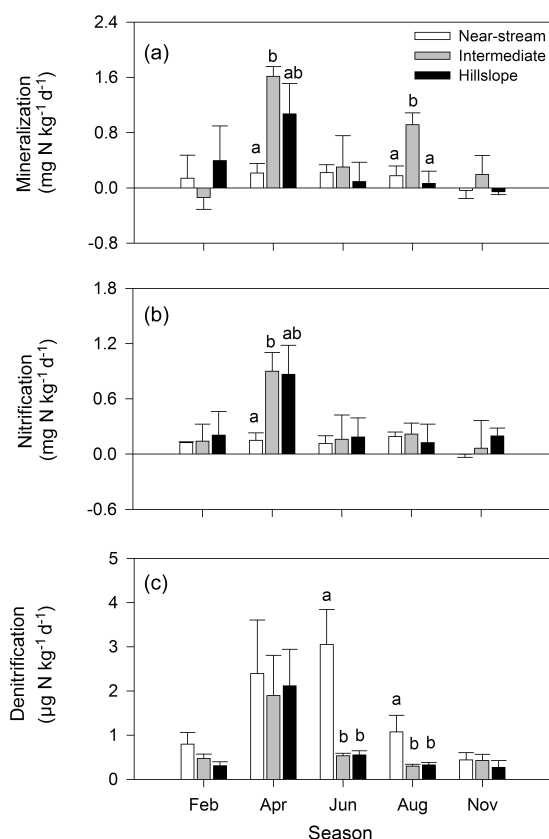 2.4
1.6
0.8
0.0
-0.8
Mineralization
(mg N kg⁻¹ d⁻¹)
(a)
Near-stream
Intermediate
Hillslope
a
b
ab
a
b
a
1.8
1.2
0.6
0.0
-0.6
Nitrification
(mg N kg⁻¹ d⁻¹)
(b)
a
b
ab
5
4
3
2
1
0
Denitrification
(µg N kg⁻¹ d⁻¹)
(c)
a
b b
a
b b
Feb Apr Jun Aug Nov
Season